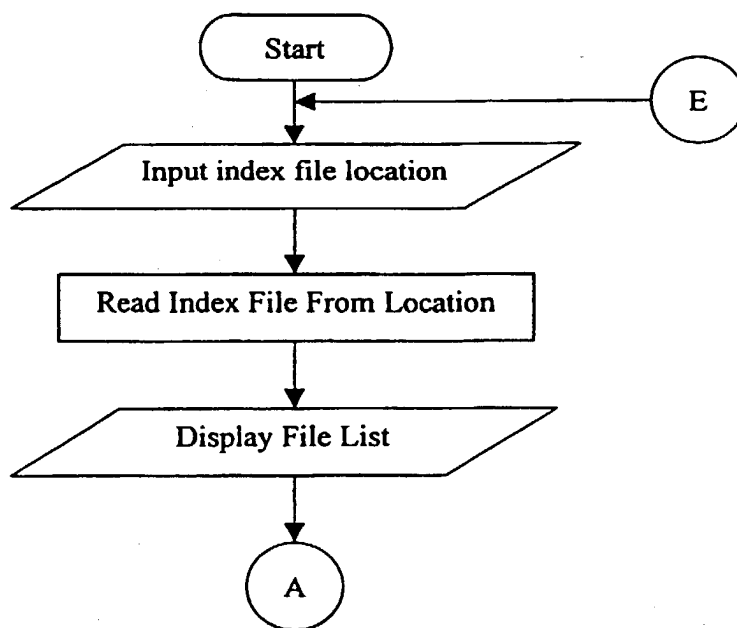 Start
E
Input index file location
Read Index File From Location
Display File List
A